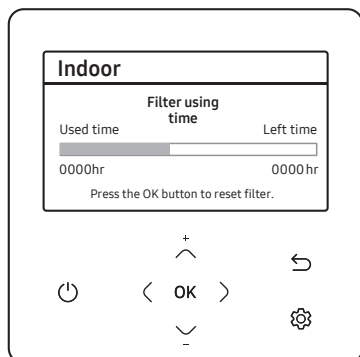 Indoor
Filter using
time
Used time Left time
0000hr 0000hr
Press the OK button to reset filter.
+
OK
-